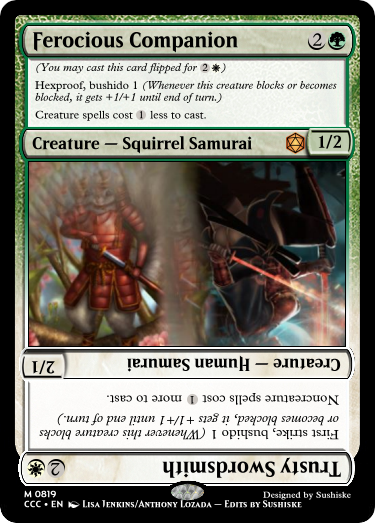 Ferocious Companion 2
(You may cast this card flipped for 2)
Hexproof, bushido 1 (Whenever this creature blocks or becomes
blocked, it gets +1/+1 until end of turn.)
Creature spells cost 1 less to cast.
Creature — Squirrel Samurai 1/2
Trusty Swordsmith 2
First, strike, bushido 1 (Whenever this creature blocks
or becomes blocked, it gets +1/+1 until end of turn.)
Noncreature spells cost 1 more to cast.
Creature — Human Samurai 2/1
M 0819
CCC • EN Lisa Jenkins/Anthony Lozada – Edits by Sushiske
Designed by Sushiske